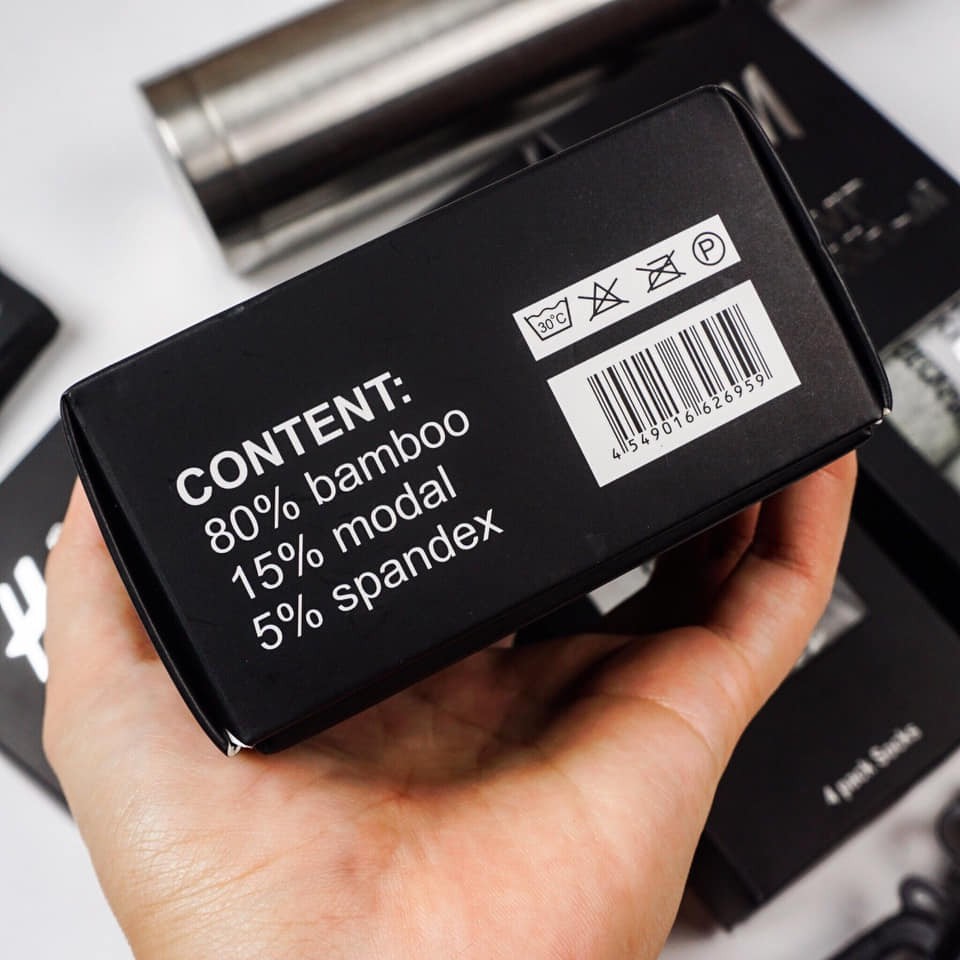 CONTENT:
80% bamboo
15% modal
5% spandex
30°C
P
4549016626959
4 pack Socks